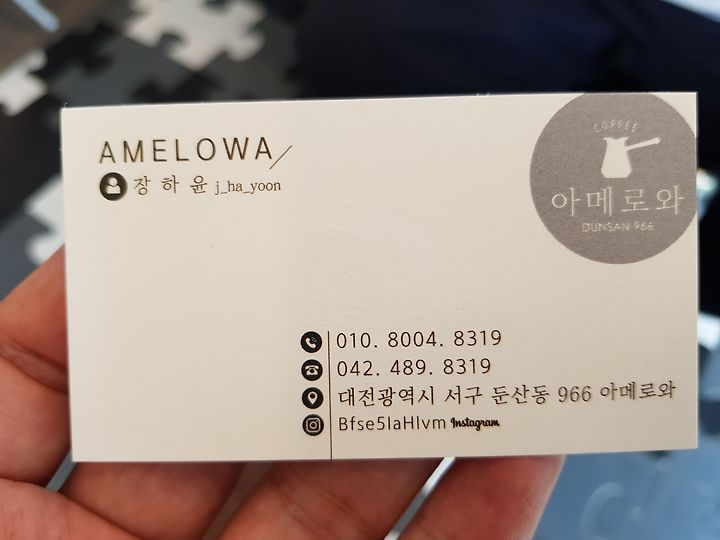 AMELOWA
장하윤 j_ha_yoon
COFFEE
아메로와
DUNSAN 966
010. 8004. 8319
042. 489. 8319
대전광역시 서구 둔산동 966 아메로와
Bfse5IaHlvm Instagram